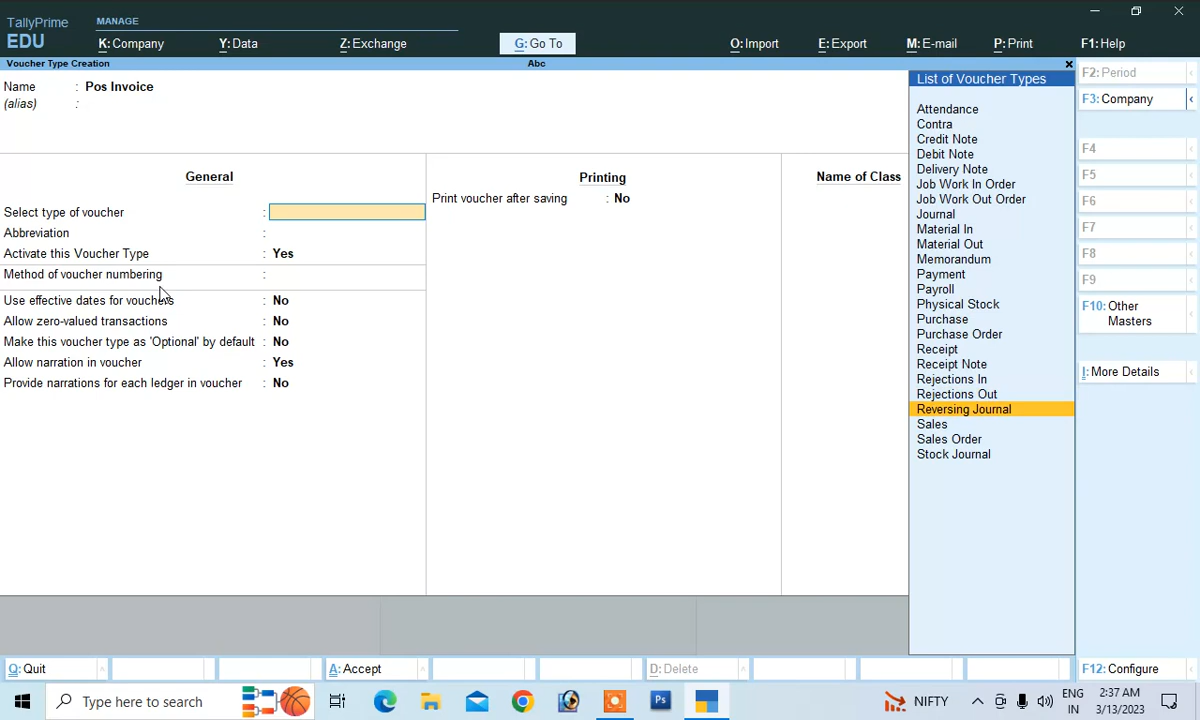 TallyPrime
EDU
MANAGE
K: Company
Y: Data
Z: Exchange
G: Go To
O: Import
E: Export
M: E-mail
P: Print
F1: Help
Voucher Type Creation
Abc
x
Name : Pos Invoice
(alias) :
General
Select type of voucher :
Abbreviation :
Activate this Voucher Type : Yes
Method of voucher numbering :
Use effective dates for vouchers : No
Allow zero-valued transactions : No
Make this voucher type as 'Optional' by default : No
Allow narration in voucher : Yes
Provide narrations for each ledger in voucher : No
Printing
Print voucher after saving : No
Name of Class
List of Voucher Types
Attendance
Contra
Credit Note
Debit Note
Delivery Note
Job Work In Order
Job Work Out Order
Journal
Material In
Material Out
Memorandum
Payment
Payroll
Physical Stock
Purchase
Purchase Order
Receipt
Receipt Note
Rejections In
Rejections Out
Reversing Journal
Sales
Sales Order
Stock Journal
F2: Period
F3: Company
F4
F5
F6
F7
F8
F9
F10: Other
Masters
I: More Details
F12: Configure
Q: Quit
A: Accept
D: Delete
Type here to search
Ps
NIFTY
ENG
IN
2:37 AM
3/13/2023